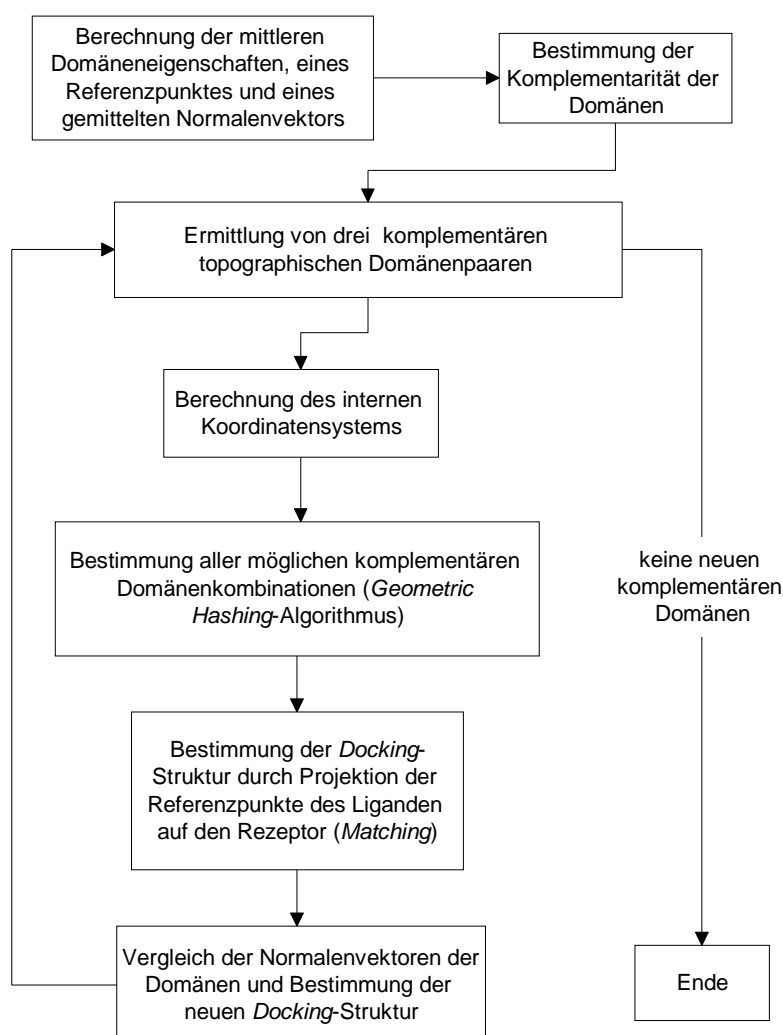 Berechnung der mittleren
Domäneneigenschaften, eines
Referenzpunktes und eines
gemittelten Normalenvektors
Bestimmung der
Komplementarität der
Domänen
Ermittlung von drei komplementären
topographischen Domänenpaaren
Berechnung des internen
Koordinatensystems
Bestimmung aller möglichen komplementären
Domänenkombinationen (Geometric
Hashing-Algorithmus)
keine neuen
komplementären
Domänen
Bestimmung der Docking-
Struktur durch Projektion der
Referenzpunkte des Liganden
auf den Rezeptor (Matching)
Vergleich der Normalenvektoren der
Domänen und Bestimmung der
neuen Docking-Struktur
Ende